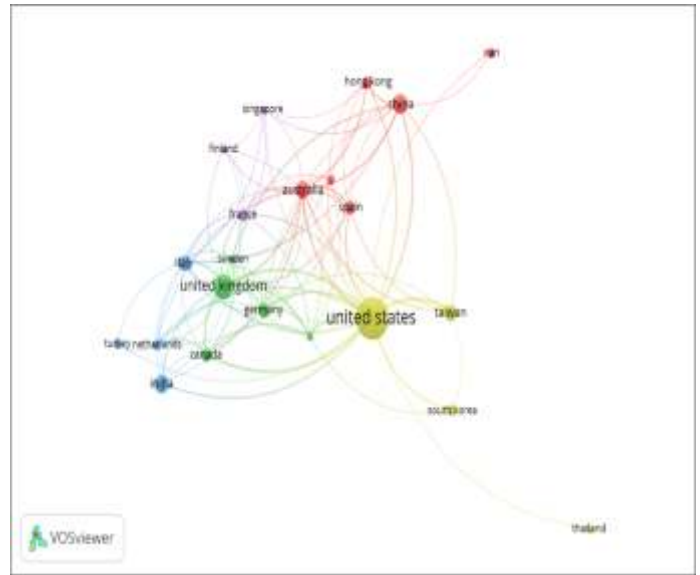 iran
hong kong
china
singapore
finland
australia
spain
france
sweden
italy
united kingdom
germany
united states
taiwan
turkey
netherlands
canada
india
south korea
thailand
VOSviewer